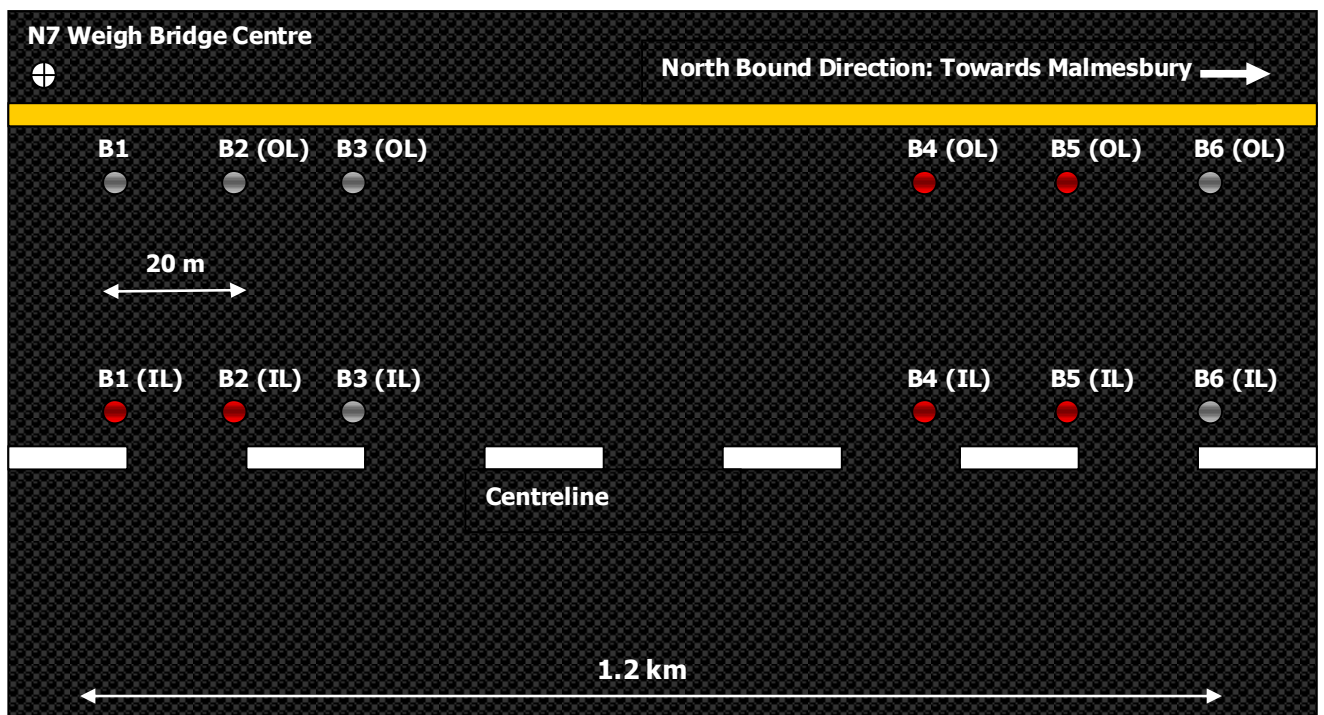 N7 Weigh Bridge Centre
North Bound Direction: Towards Malmesbury
B1 B2 (OL) B3 (OL) B4 (OL) B5 (OL) B6 (OL)
20 m
B1 (IL) B2 (IL) B3 (IL) B4 (IL) B5 (IL) B6 (IL)
Centreline
1.2 km